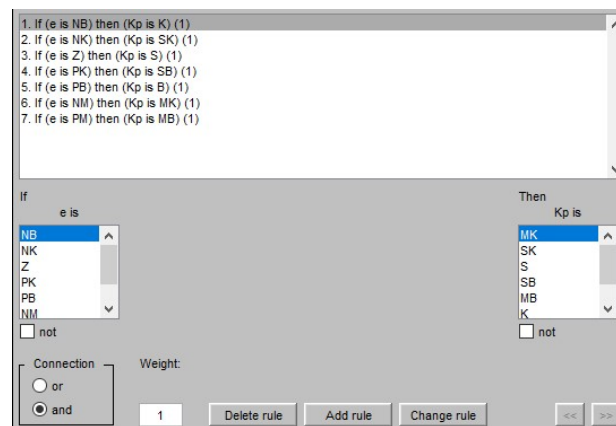 1. If (e is NB) then (Kp is K) (1)
2. If (e is NK) then (Kp is SK) (1)
3. If (e is Z) then (Kp is S) (1)
4. If (e is PK) then (Kp is SB) (1)
5. If (e is PB) then (Kp is B) (1)
6. If (e is NM) then (Kp is MK) (1)
7. If (e is PM) then (Kp is MB) (1)
If
e is
NB
NK
Z
PK
PB
NM
not
Then
Kp is
MK
SK
S
SB
MB
K
not
Connection
or
and
Weight:
1
Delete rule
Add rule
Change rule
<<
>>